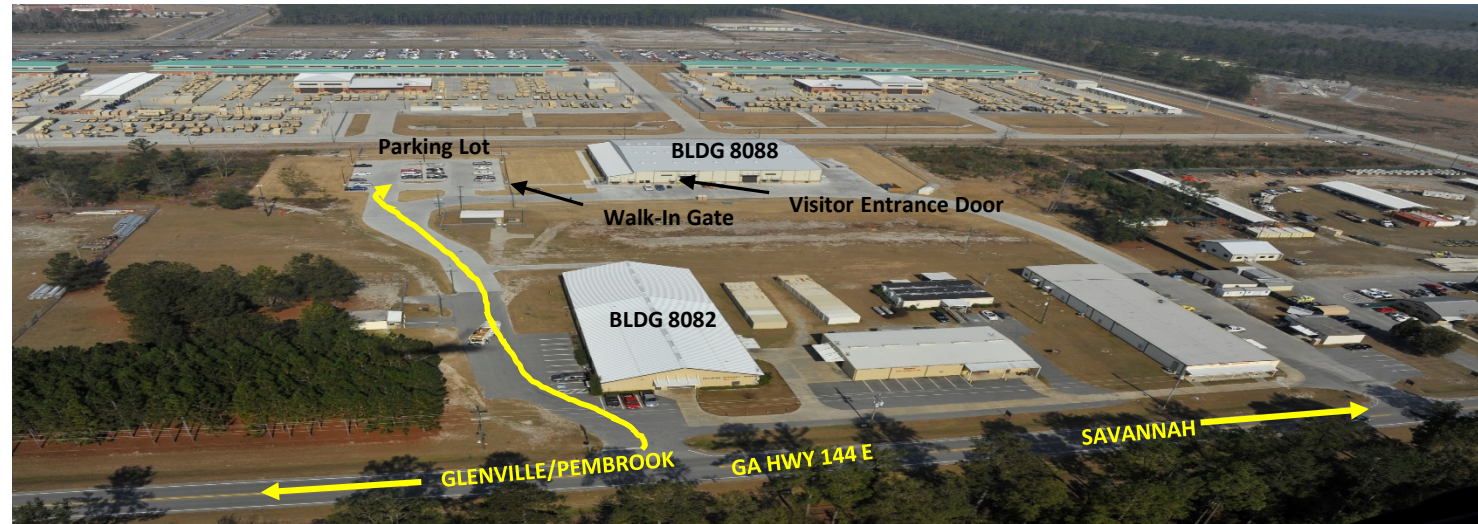 Parking Lot
BLDG 8088
Walk-In Gate
Visitor Entrance Door
BLDG 8082
SAVANNAH
GLENVILLE/PEMBROOK
GA HWY 144 E